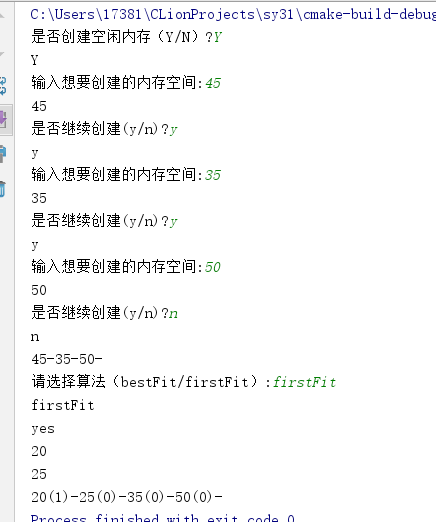 C:\Users\17381\CLionProjects\sy31\cmake-build-debug
是否创建空闲内存（Y/N）?Y
Y
输入想要创建的内存空间:45
45
是否继续创建(y/n)?y
y
输入想要创建的内存空间:35
35
是否继续创建(y/n)?y
y
输入想要创建的内存空间:50
50
是否继续创建(y/n)?n
n
45-35-50-
请选择算法（bestFit/firstFit）:firstFit
firstFit
yes
20
25
20(1)-25(0)-35(0)-50(0)-
Process finished with exit code 0